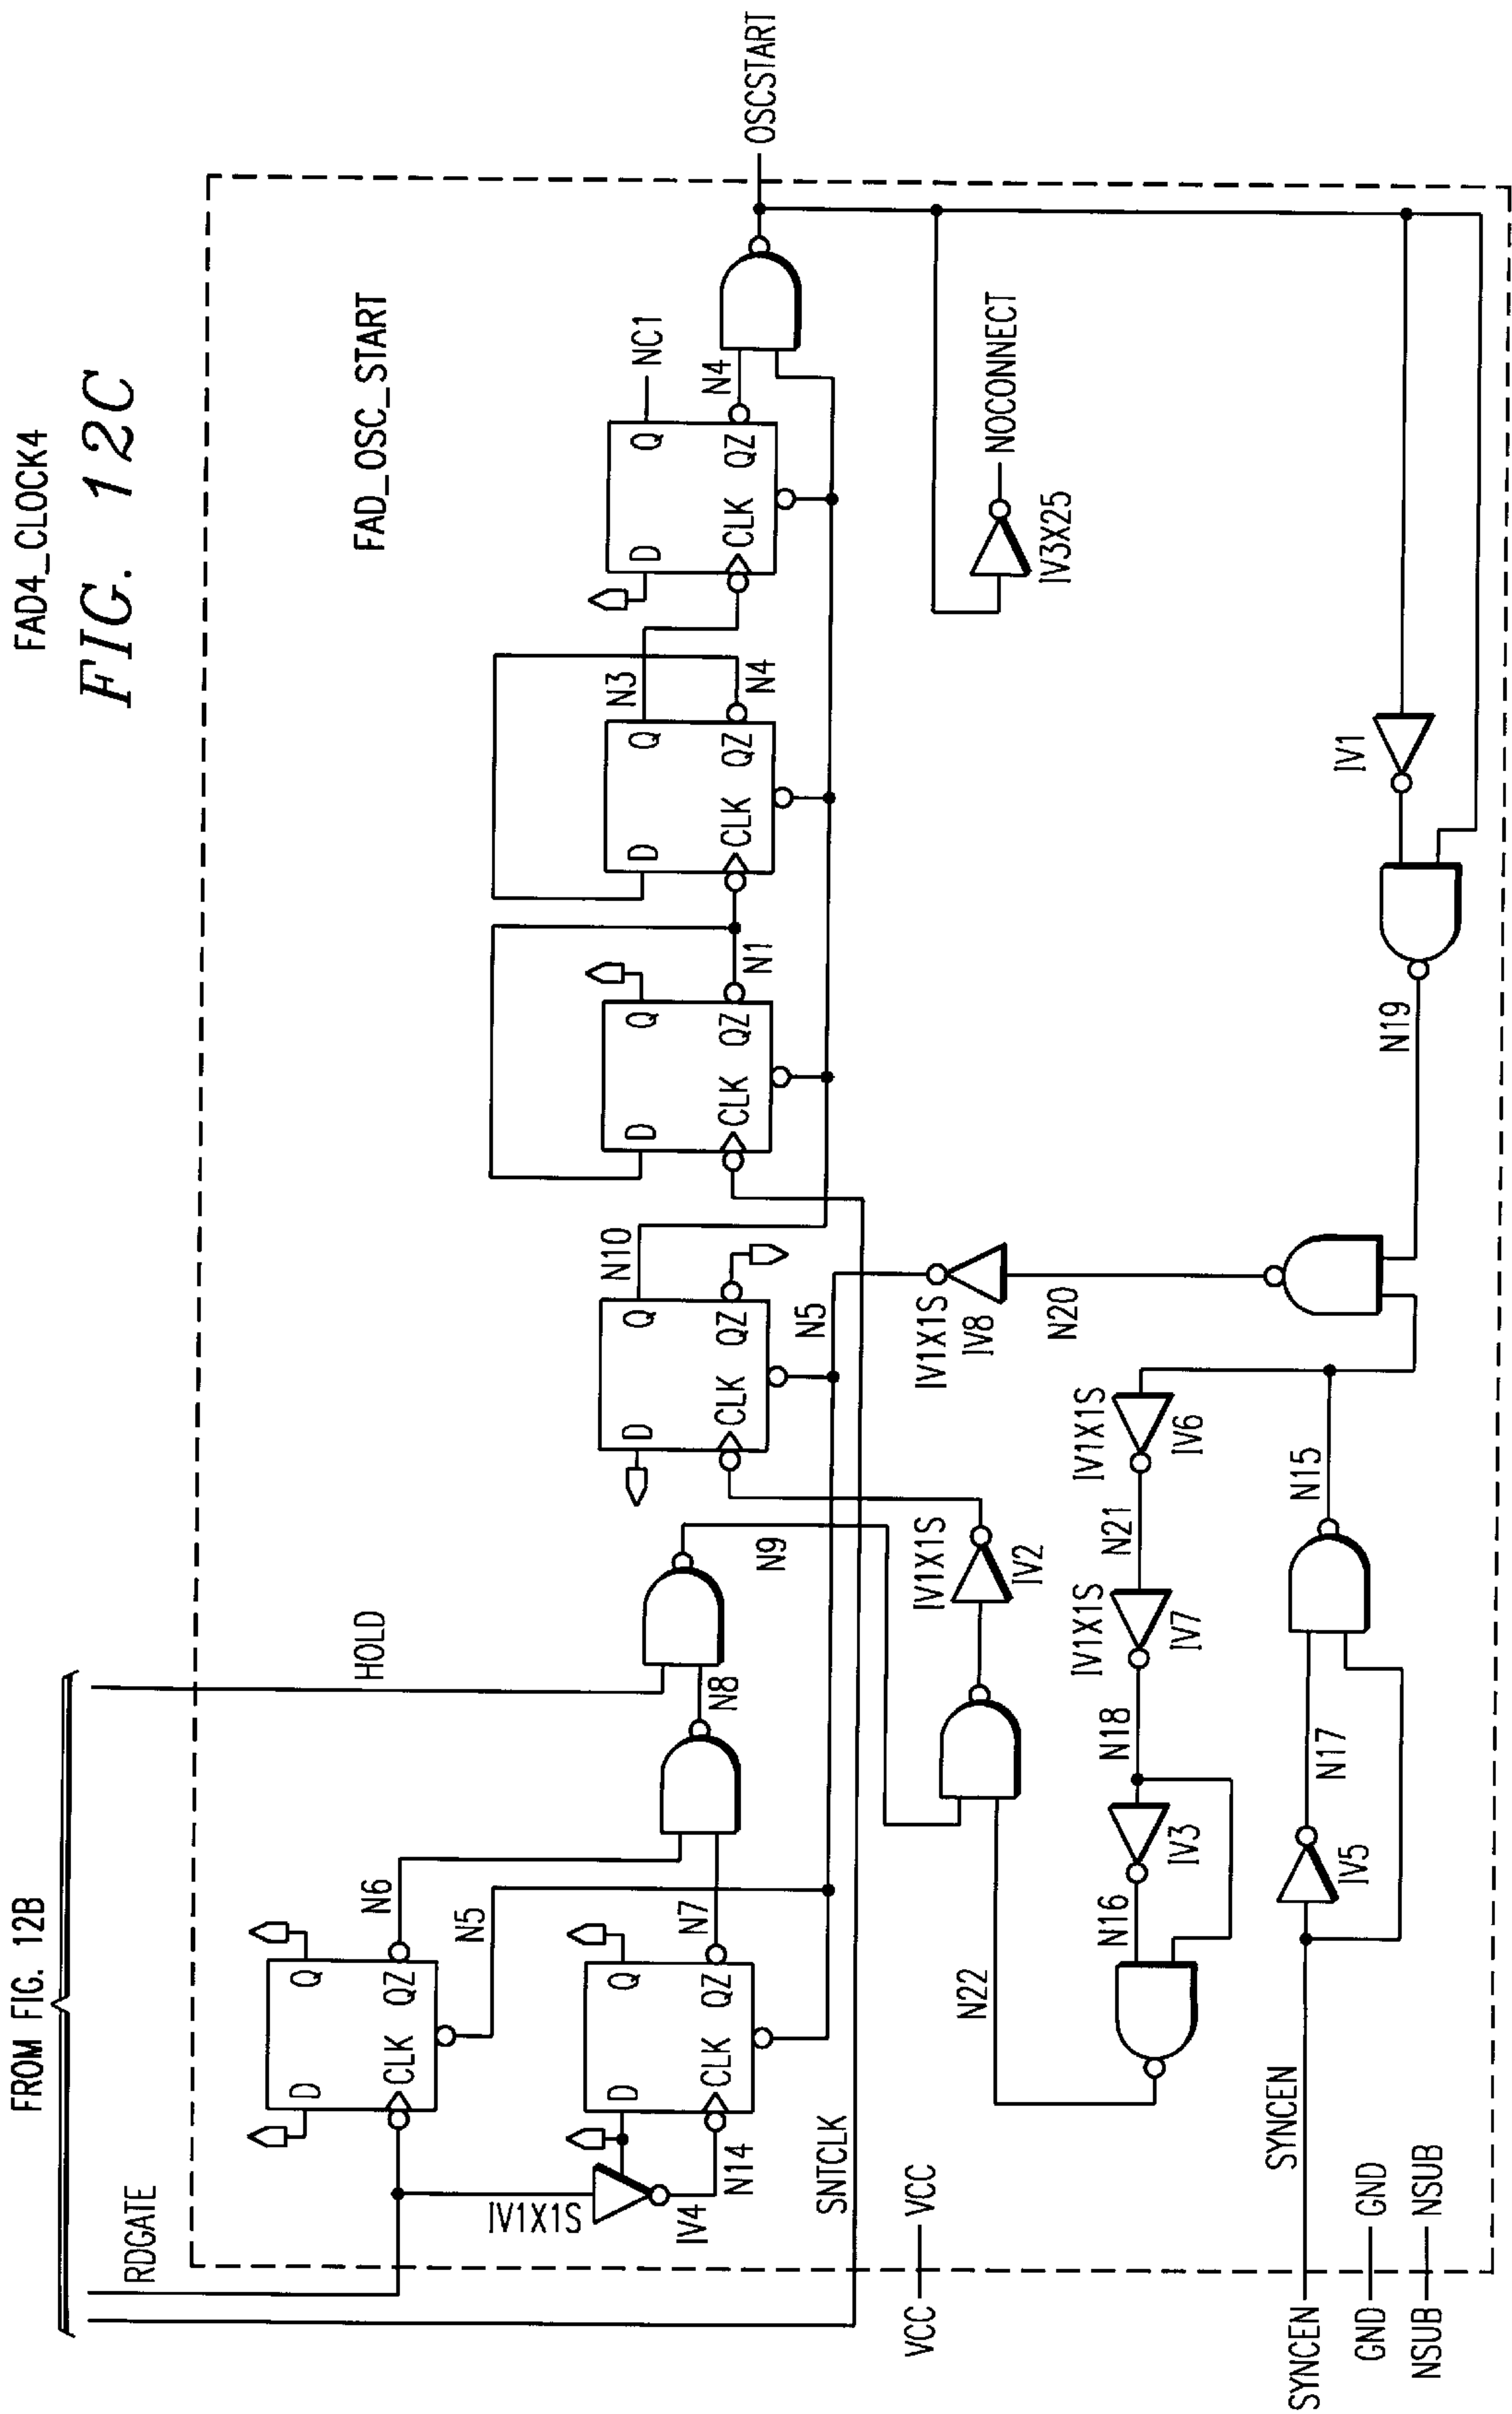 FAD4_CLOCK4
FIG. 12C
FROM FIG. 12B
FAD_OSC_START
RDGATE
HOLD
D
Q
CLK
QZ
N6
N5
IV1X1S
IV4
N14
D
Q
CLK
QZ
N7
N8
N9
SNTCLK
D
Q
CLK
QZ
N10
N5
D
Q
CLK
QZ
N1
D
Q
CLK
QZ
N3
N4
D
Q
CLK
QZ
NC1
N4
OSCSTART
VCC
VCC
IV1X1S
IV2
IV1X1S
IV8
N20
IV3X25
NOCONNECT
N22
N16
IV3
N18
IV1X1S
IV7
N21
IV1X1S
IV6
SYNCEN
SYNCEN
IV5
N17
N15
N19
IV1
GND
GND
NSUB
NSUB